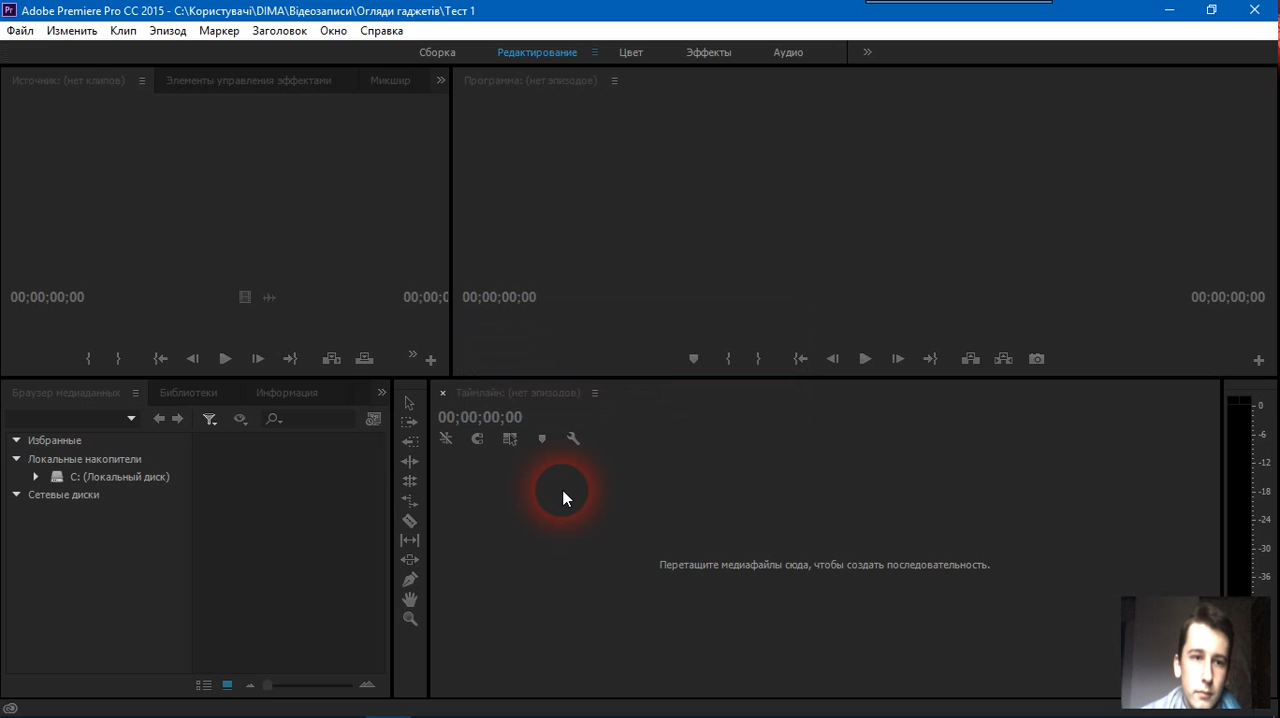 Adobe Premiere Pro CC 2015 - C:\Користувачі\DIMA\Відеозаписи\Огляди гаджетів\Тест 1
Файл Изменить Клип Эпизод Маркер Заголовок Окно Справка
Сборка Редактирование Цвет Эффекты Аудио
Источник: (нет клипов) Элементы управления эффектами Микшир
Программа: (нет эпизодов)
00;00;00;00 00;00;0
00;00;00;00 00;00;00;00
Браузер медиаданных Библиотеки Информация
Таймлайн: (нет эпизодов)
00;00;00;00
Избранные
Локальные накопители
C: (Локальный диск)
Сетевые диски
Перетащите медиафайлы сюда, чтобы создать последовательность.
0
-6
-12
-18
-24
-30
-36